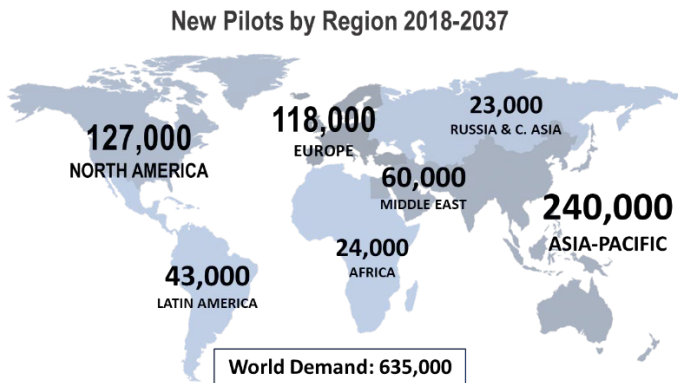 New Pilots by Region 2018-2037
127,000
NORTH AMERICA
118,000
EUROPE
23,000
RUSSIA & C. ASIA
60,000
MIDDLE EAST
240,000
ASIA-PACIFIC
24,000
AFRICA
43,000
LATIN AMERICA
World Demand: 635,000